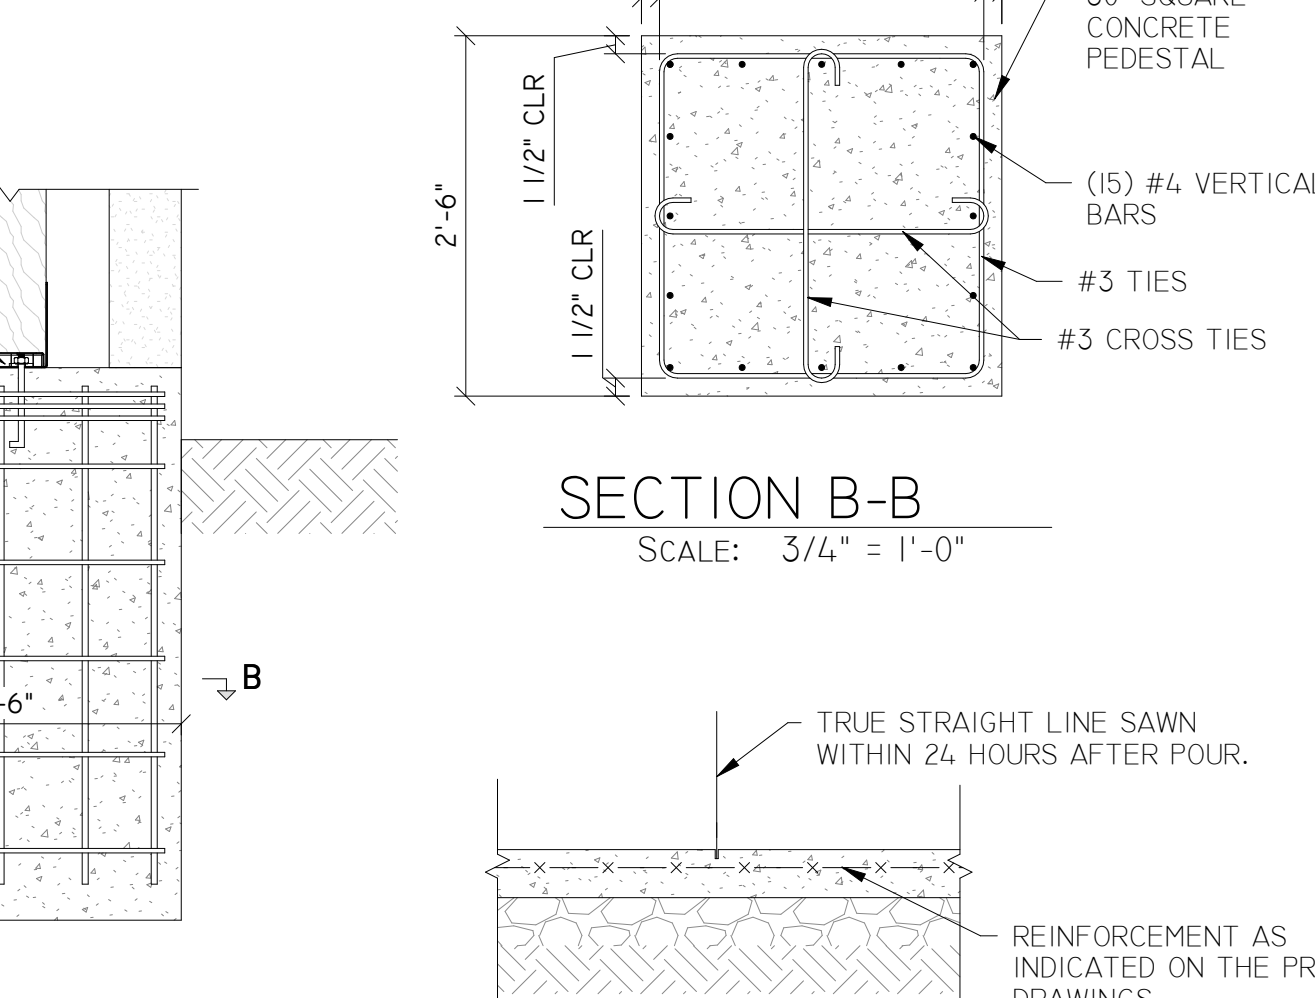 CONCRETE
PEDESTAL
1 1/2" CLR
2'-6"
(15) #4 VERTICAL
BARS
1 1/2" CLR
#3 TIES
#3 CROSS TIES
SECTION B-B
SCALE: 3/4" = 1'-0"
B
-6"
TRUE STRAIGHT LINE SAWN
WITHIN 24 HOURS AFTER POUR.
REINFORCEMENT AS
INDICATED ON THE PR